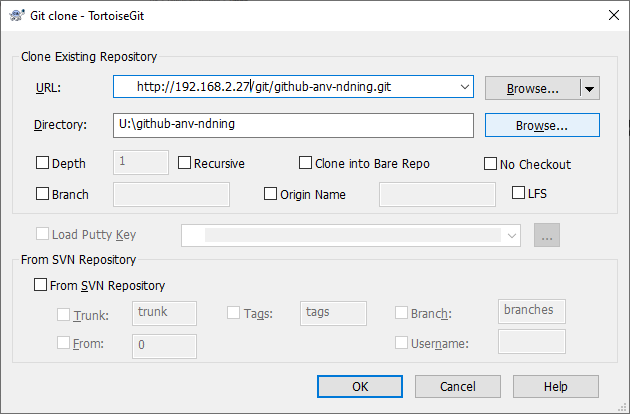 Git clone - TortoiseGit
Clone Existing Repository
URL: http://192.168.2.27/git/github-anv-ndning.git Browse...
Directory: U:\github-anv-ndning Browse...
Depth 1 Recursive Clone into Bare Repo No Checkout
Branch Origin Name LFS
Load Putty Key ...
From SVN Repository
From SVN Repository
Trunk: trunk Tags: tags Branch: branches
From: 0 Username:
OK Cancel Help